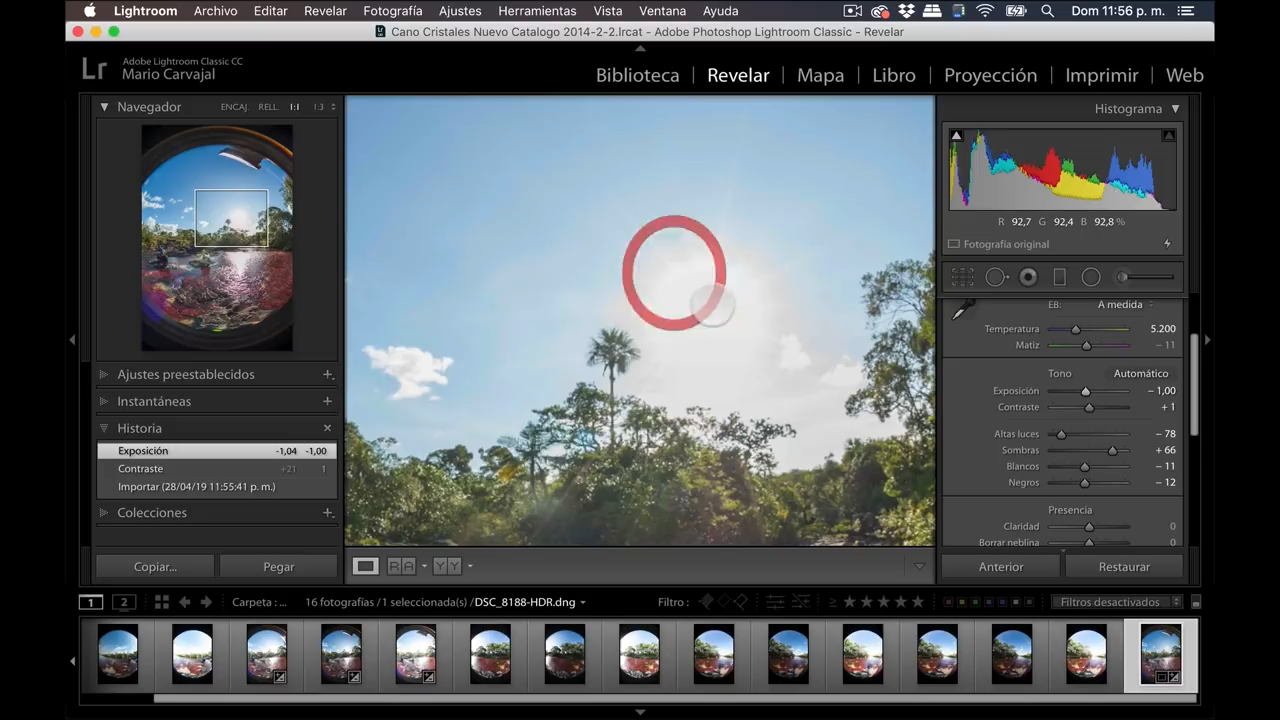 Lightroom Archivo Editar Revelar Fotografía Ajustes Herramientas Vista Ventana Ayuda Dom 11:56 p. m.
Cano Cristales Nuevo Catalogo 2014-2-2.lrcat - Adobe Photoshop Lightroom Classic - Revelar
Lr
Adobe Lightroom Classic CC
Mario Carvajal
Biblioteca | Revelar | Mapa | Libro | Proyección | Imprimir | Web
Navegador ENCAJ. RELL. 1:1 1:3
Ajustes preestablecidos
Instantáneas
Historia
Exposición -1,04 -1,00
Contraste +21 1
Importar (28/04/19 11:55:41 p. m.)
Colecciones
Copiar... Pegar
Histograma
R 92,7 G 92,4 B 92,8 %
Fotografía original
EB: A medida
Temperatura 5.200
Matiz – 11
Tono Automático
Exposición – 1,00
Contraste + 1
Altas luces – 78
Sombras + 66
Blancos – 11
Negros – 12
Presencia
Claridad 0
Borrar neblina 0
R A Y Y
Anterior Restaurar
1 2 Carpeta : ... 16 fotografías /1 seleccionada(s) /DSC_8188-HDR.dng Filtro : ≥ Filtros desactivados